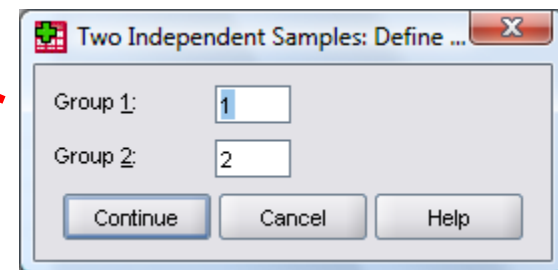 Two Independent Samples: Define ...
Group 1: 1
Group 2: 2
Continue Cancel Help